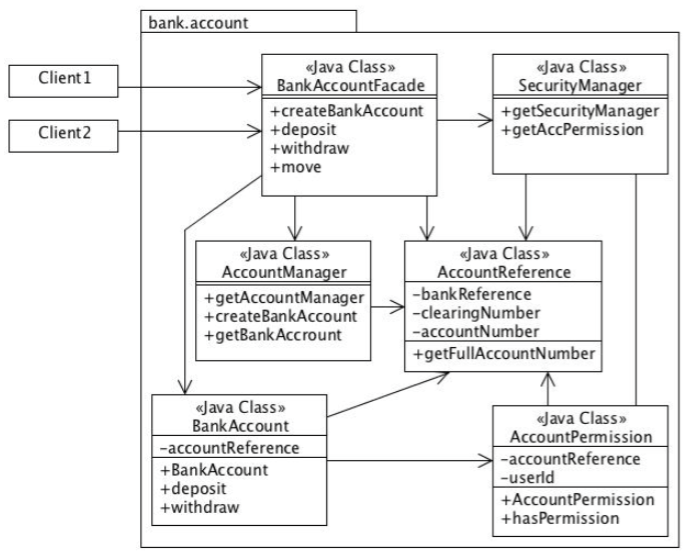 bank.account
Client1
Client2
«Java Class»
BankAccountFacade
+createBankAccount
+deposit
+withdraw
+move
«Java Class»
SecurityManager
+getSecurityManager
+getAccPermission
«Java Class»
AccountManager
+getAccountManager
+createBankAccount
+getBankAccrount
«Java Class»
AccountReference
-bankReference
-clearingNumber
-accountNumber
+getFullAccountNumber
«Java Class»
BankAccount
-accountReference
+BankAccount
+deposit
+withdraw
«Java Class»
AccountPermission
-accountReference
-userId
+AccountPermission
+hasPermission